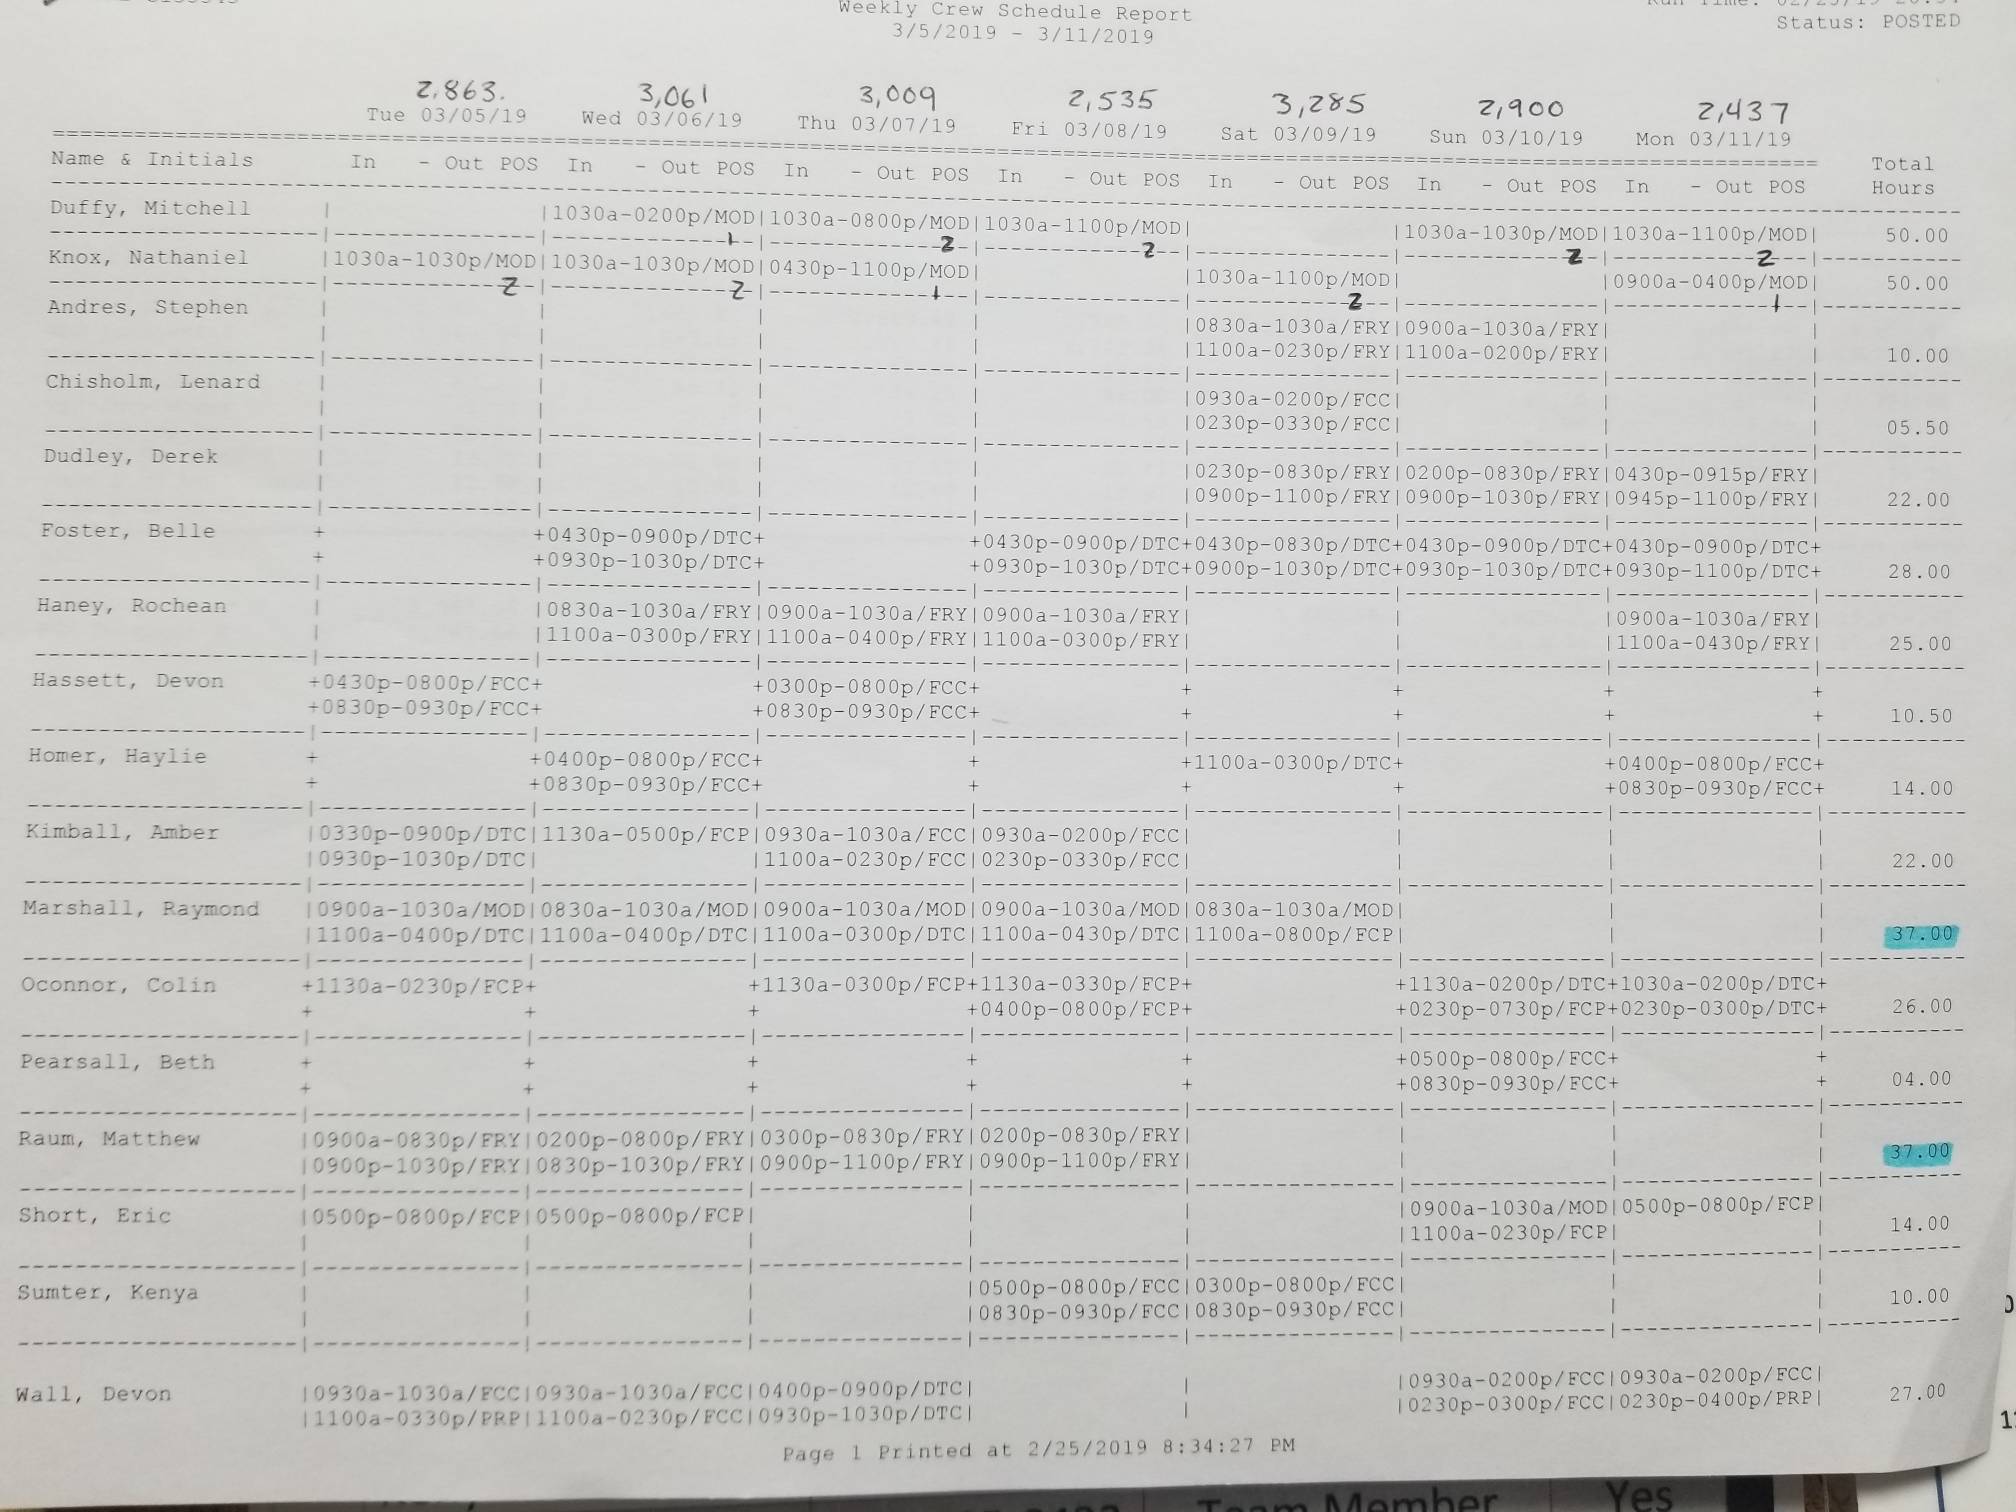 Weekly Crew Schedule Report
3/5/2019 - 3/11/2019
Status: POSTED
2,863. 3,061 3,009 2,535 3,285 2,900 2,437
Tue 03/05/19 Wed 03/06/19 Thu 03/07/19 Fri 03/08/19 Sat 03/09/19 Sun 03/10/19 Mon 03/11/19
Name & Initials In - Out POS In - Out POS In - Out POS In - Out POS In - Out POS In - Out POS In - Out POS Total Hours
Duffy, Mitchell | |1030a-0200p/MOD|1030a-0800p/MOD|1030a-1100p/MOD| |1030a-1030p/MOD|1030a-1100p/MOD| 50.00
1 2 2 2 2
Knox, Nathaniel |1030a-1030p/MOD|1030a-1030p/MOD|0430p-1100p/MOD| |1030a-1100p/MOD| |0900a-0400p/MOD| 50.00
2 2 1 2 1
Andres, Stephen | | | | |0830a-1030a/FRY|0900a-1030a/FRY| |
| | | | |1100a-0230p/FRY|1100a-0200p/FRY| | 10.00
Chisholm, Lenard | | | | |0930a-0200p/FCC| | |
| | | | |0230p-0330p/FCC| | | 05.50
Dudley, Derek | | | | |0230p-0830p/FRY|0200p-0830p/FRY|0430p-0915p/FRY|
| | | | |0900p-1100p/FRY|0900p-1030p/FRY|0945p-1100p/FRY| 22.00
Foster, Belle + +0430p-0900p/DTC+ +0430p-0900p/DTC+0430p-0830p/DTC+0430p-0900p/DTC+0430p-0900p/DTC+
+ +0930p-1030p/DTC+ +0930p-1030p/DTC+0900p-1030p/DTC+0930p-1030p/DTC+0930p-1100p/DTC+ 28.00
Haney, Rochean | |0830a-1030a/FRY|0900a-1030a/FRY|0900a-1030a/FRY| | |0900a-1030a/FRY|
| |1100a-0300p/FRY|1100a-0400p/FRY|1100a-0300p/FRY| | |1100a-0430p/FRY| 25.00
Hassett, Devon +0430p-0800p/FCC+ +0300p-0800p/FCC+ + + + +
+0830p-0930p/FCC+ +0830p-0930p/FCC+ + + + + 10.50
Homer, Haylie + +0400p-0800p/FCC+ + +1100a-0300p/DTC+ +0400p-0800p/FCC+
+ +0830p-0930p/FCC+ + + + +0830p-0930p/FCC+ 14.00
Kimball, Amber |0330p-0900p/DTC|1130a-0500p/FCP|0930a-1030a/FCC|0930a-0200p/FCC| | | |
|0930p-1030p/DTC| |1100a-0230p/FCC|0230p-0330p/FCC| | | | 22.00
Marshall, Raymond |0900a-1030a/MOD|0830a-1030a/MOD|0900a-1030a/MOD|0900a-1030a/MOD|0830a-1030a/MOD| | |
|1100a-0400p/DTC|1100a-0400p/DTC|1100a-0300p/DTC|1100a-0430p/DTC|1100a-0800p/FCP| | | 37.00
Oconnor, Colin +1130a-0230p/FCP+ +1130a-0300p/FCP+1130a-0330p/FCP+ +1130a-0200p/DTC+1030a-0200p/DTC+
+ + + +0400p-0800p/FCP+ +0230p-0730p/FCP+0230p-0300p/DTC+ 26.00
Pearsall, Beth + + + + + +0500p-0800p/FCC+ +
+ + + + + +0830p-0930p/FCC+ + 04.00
Raum, Matthew |0900a-0830p/FRY|0200p-0800p/FRY|0300p-0830p/FRY|0200p-0830p/FRY| | | |
|0900p-1030p/FRY|0830p-1030p/FRY|0900p-1100p/FRY|0900p-1100p/FRY| | | | 37.00
Short, Eric |0500p-0800p/FCP|0500p-0800p/FCP| | | |0900a-1030a/MOD|0500p-0800p/FCP|
| | | | | |1100a-0230p/FCP| | 14.00
Sumter, Kenya | | | |0500p-0800p/FCC|0300p-0800p/FCC| | |
| | | |0830p-0930p/FCC|0830p-0930p/FCC| | | 10.00
Wall, Devon |0930a-1030a/FCC|0930a-1030a/FCC|0400p-0900p/DTC| | |0930a-0200p/FCC|0930a-0200p/FCC|
|1100a-0330p/PRP|1100a-0230p/FCC|0930p-1030p/DTC| | |0230p-0300p/FCC|0230p-0400p/PRP| 27.00
Page 1 Printed at 2/25/2019 8:34:27 PM
Team Member Yes